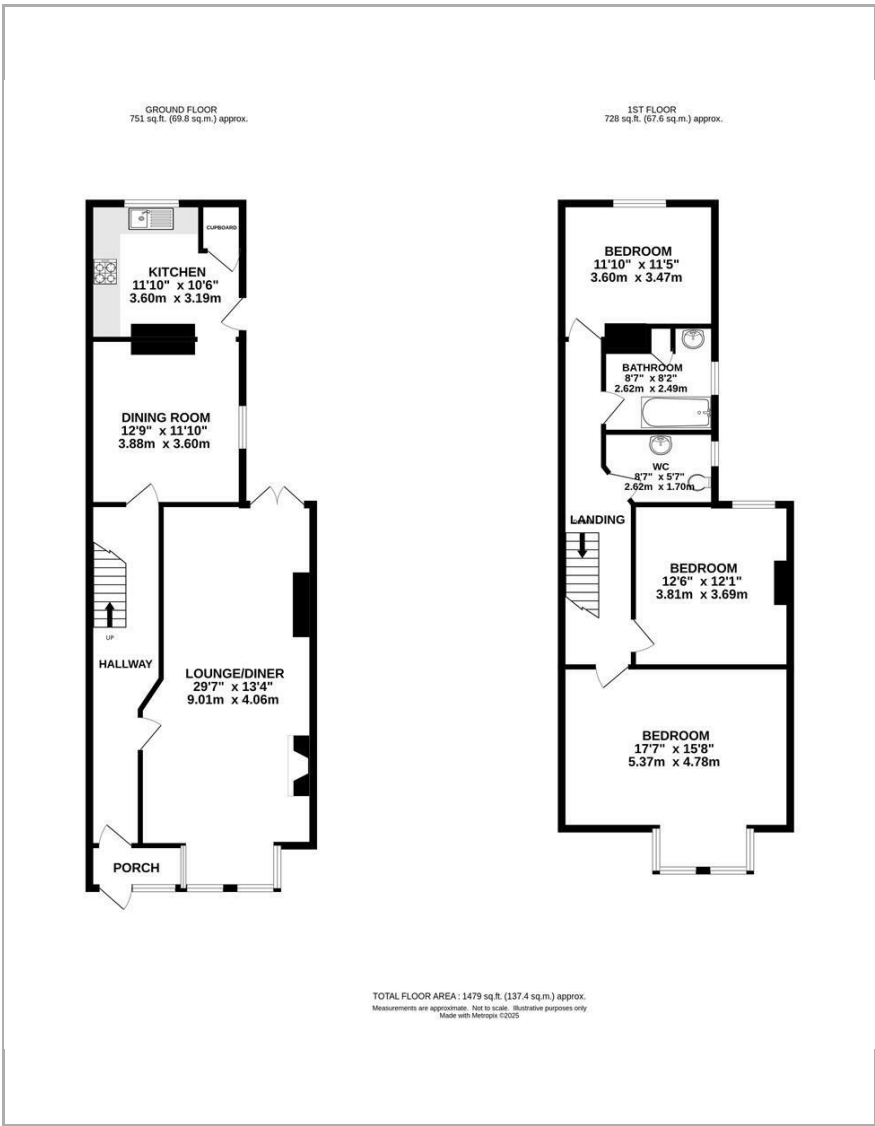 GROUND FLOOR
751 sq.ft. (69.8 sq.m.) approx.
CUPBOARD
KITCHEN
11'10" x 10'6"
3.60m x 3.19m
DINING ROOM
12'9" x 11'10"
3.88m x 3.60m
UP
HALLWAY
LOUNGE/DINER
29'7" x 13'4"
9.01m x 4.06m
PORCH
1ST FLOOR
728 sq.ft. (67.6 sq.m.) approx.
BEDROOM
11'10" x 11'5"
3.60m x 3.47m
BATHROOM
8'7" x 8'2"
2.62m x 2.49m
WC
8'7" x 5'7"
2.62m x 1.70m
LANDING
BEDROOM
12'6" x 12'1"
3.81m x 3.69m
BEDROOM
17'7" x 15'8"
5.37m x 4.78m
TOTAL FLOOR AREA : 1479 sq.ft. (137.4 sq.m.) approx.
Measurements are approximate. Not to scale. Illustrative purposes only
Made with Metropix ©2025